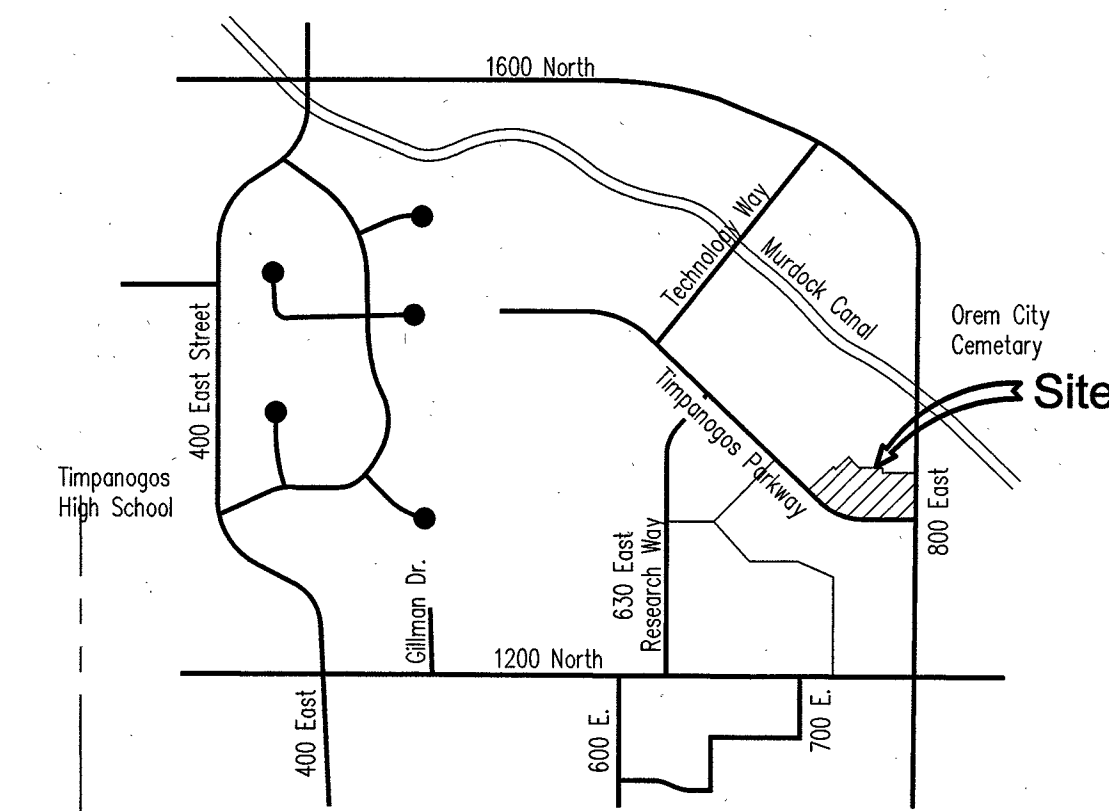 1600 North
Technology Way
Murdock Canal
Orem City
Cemetary
Site
400 East Street
Timpanogos Parkway
Timpanogos
High School
800 East
630 East
Research Way
Gillman Dr.
1200 North
400 East
600 E.
700 E.